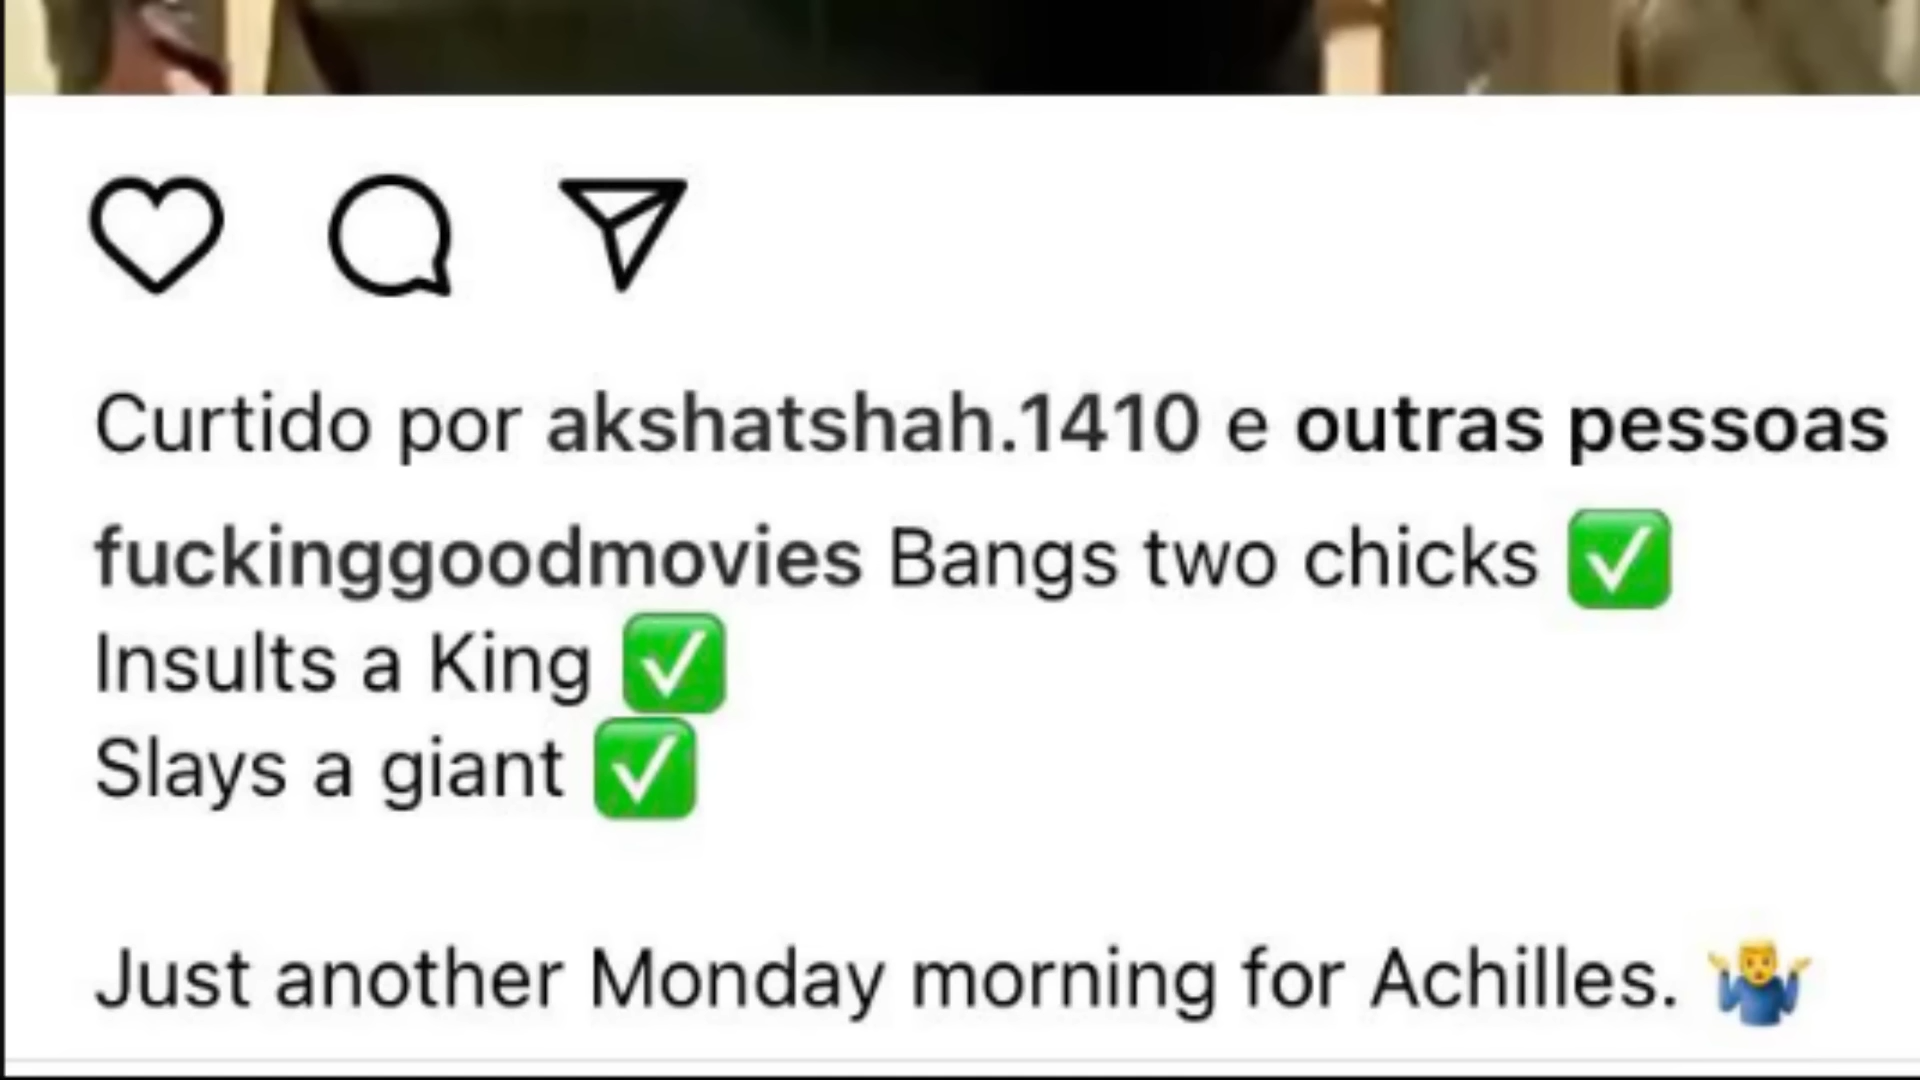 Curtido por akshatshah.1410 e outras pessoas
fuckinggoodmovies Bangs two chicks ✅
Insults a King ✅
Slays a giant ✅
Just another Monday morning for Achilles. 🤷‍♂️